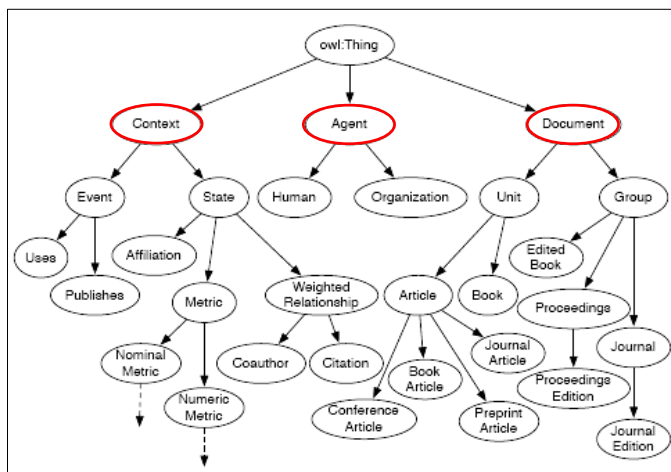 owl:Thing
Context
Agent
Document
Event
State
Human
Organization
Unit
Group
Uses
Affiliation
Edited
Book
Publishes
Metric
Weighted
Relationship
Article
Book
Proceedings
Nominal
Metric
Coauthor
Citation
Journal
Article
Journal
Book
Article
Proceedings
Edition
Numeric
Metric
Conference
Article
Preprint
Article
Journal
Edition